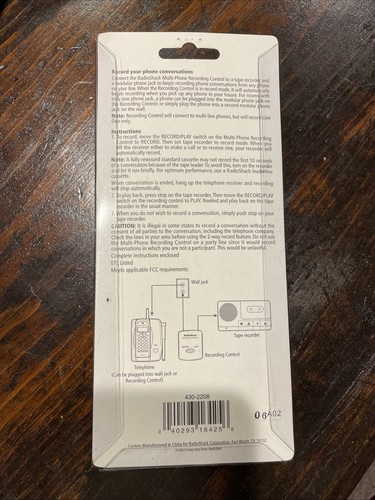 Record your phone conversations
Connect the RadioShack Multi-Phone Recording Control to a tape recorder and
a modular phone jack to begin recording phone conversations from any phone
on your line. When the Recording Control is in record mode, it will automatically
begin recording when you pick up any phone in your house. For rooms with
only one phone jack, a phone can be plugged into the modular phone jack on
the Recording Control; or simply plug the phone into a second modular phone
jack on the wall.
Note: Recording Control will connect to multi-line phones, but will record Line
One only.
Instructions
1. To record, move the RECORD/PLAY switch on the Multi-Phone Recording
Control to RECORD. Then set tape recorder to record mode. When you
lift the receiver either to make a call or to receive one, your recorder will
automatically record.
Note: A fully rewound standard cassette may not record the first 10 seconds
of a conversation because of the tape leader. To avoid this, turn on the recorder
and let it run briefly. For optimum performance, use a RadioShack leaderless
cassette.
When conversation is ended, hang up the telephone receiver and recording
will stop automatically.
2. To play back, press stop on the tape recorder. Then move the RECORD/PLAY
switch on the recording control to PLAY. Rewind and play back on the tape
recorder in the usual manner.
3. When you do not wish to record a conversation, simply push stop on your
tape recorder.
CAUTION: It is illegal in some states to record a conversation without the
consent of all parties to the conversation, including the telephone company.
Check the laws in your area before using the 2-way record feature. Do not use
the Multi-Phone Recording Control on a party line since it would record
conversations in which you are not a participant. This would be unlawful.
Complete instructions enclosed
ETL Listed
Meets applicable FCC requirements
Wall jack
RadioShack
Tape recorder
Recording Control
Telephone
(Can be plugged into wall jack or
Recording Control)
430-2208
0 40293 16425 6
06A02
Custom Manufactured in China for RadioShack Corporation, Fort Worth, TX 76102
Product may vary from depiction